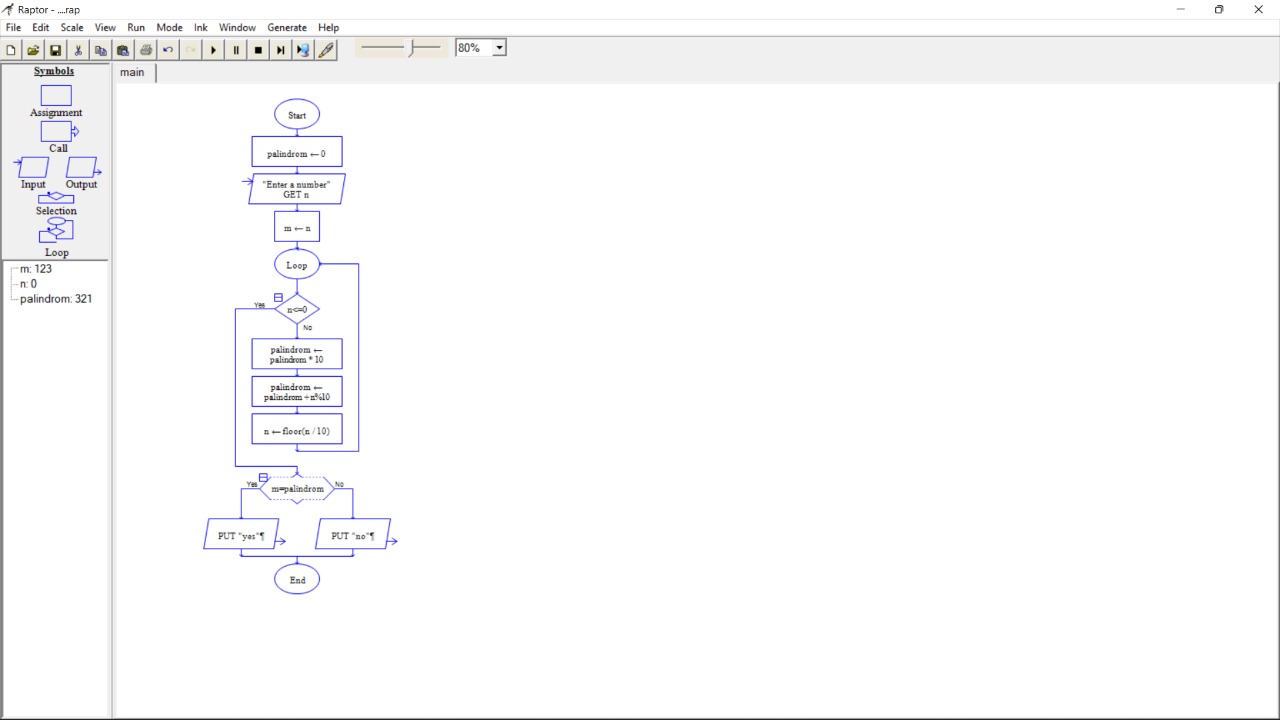 Raptor - ....rap
File Edit Scale View Run Mode Ink Window Generate Help
80%
Symbols
Assignment
Call
Input Output
Selection
Loop
m: 123
n: 0
palindrom: 321
main
Start
palindrom ← 0
"Enter a number"
GET n
m ← n
Loop
Yes
n<=0
No
palindrom ←
palindrom * 10
palindrom ←
palindrom + n%10
n ← floor(n / 10)
Yes
m=palindrom
No
PUT "yes"¶
PUT "no"¶
End